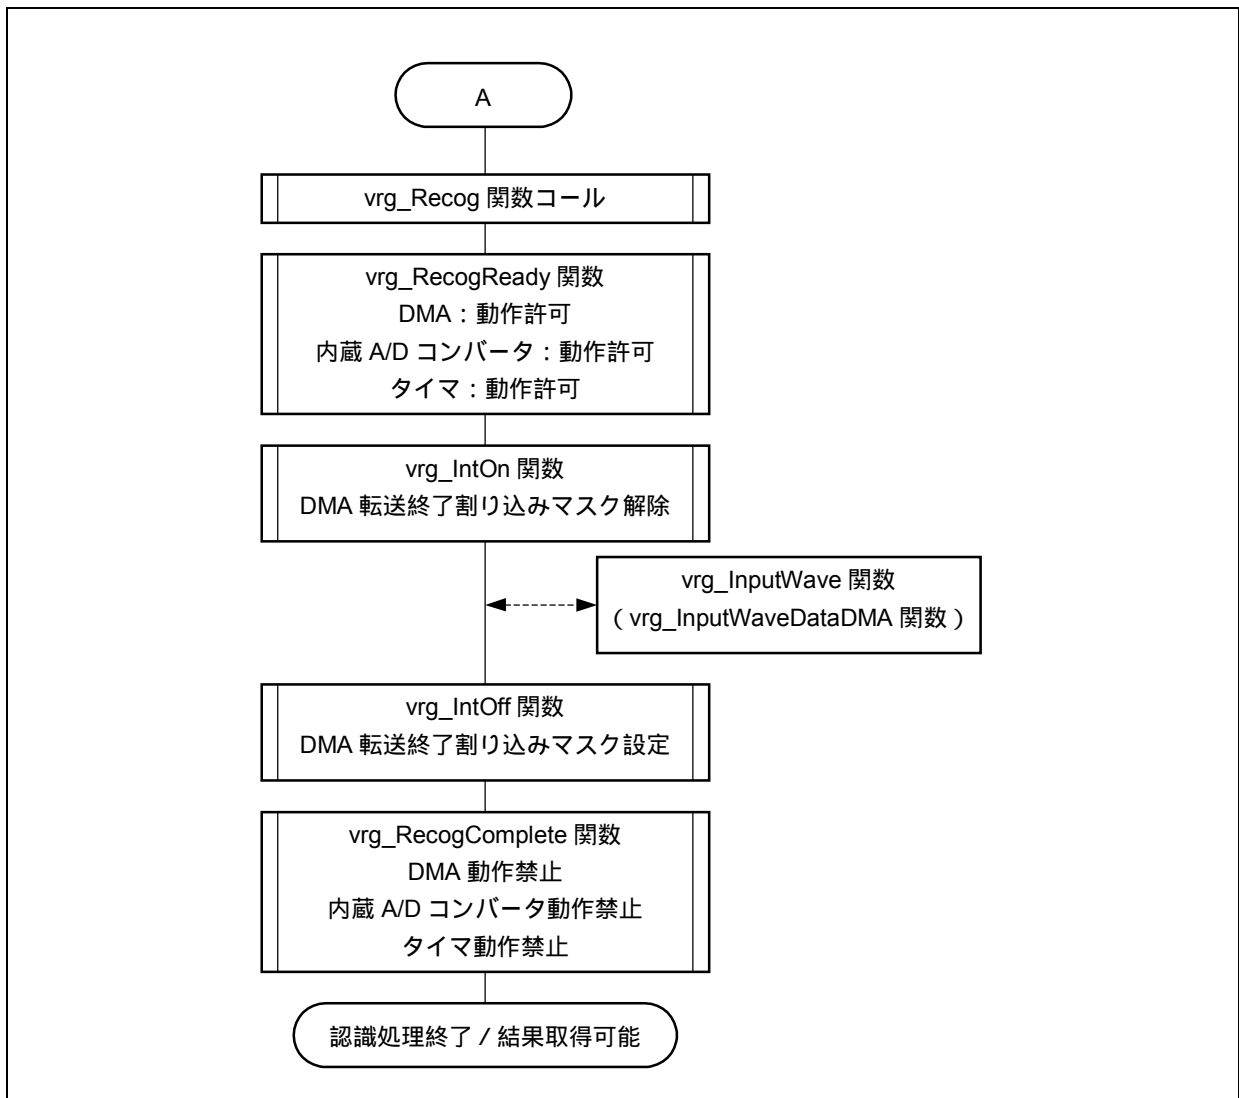 A
vrg_Recog 関数コール
vrg_RecogReady 関数
DMA：動作許可
内蔵 A/D コンバータ：動作許可
タイマ：動作許可
vrg_IntOn 関数
DMA 転送終了割り込みマスク解除
vrg_InputWave 関数
（vrg_InputWaveDataDMA 関数）
vrg_IntOff 関数
DMA 転送終了割り込みマスク設定
vrg_RecogComplete 関数
DMA 動作禁止
内蔵 A/D コンバータ動作禁止
タイマ動作禁止
認識処理終了／結果取得可能